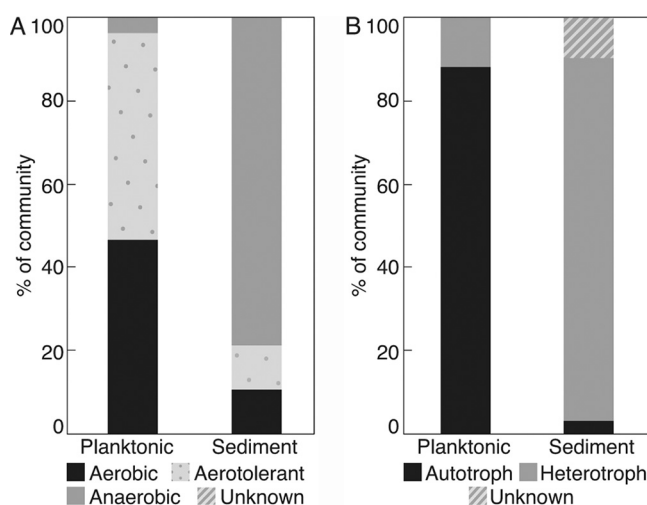 A
100
80
60
40
20
0
% of community
Planktonic Sediment
Aerobic Aerotolerant
Anaerobic Unknown
B
100
80
60
40
20
0
% of community
Planktonic Sediment
Autotroph Heterotroph
Unknown